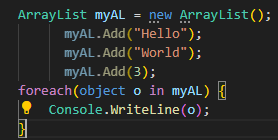 ArrayList myAL = new ArrayList();
myAL.Add("Hello");
myAL.Add("World");
myAL.Add(3);
foreach(object o in myAL) {
Console.WriteLine(o);
}